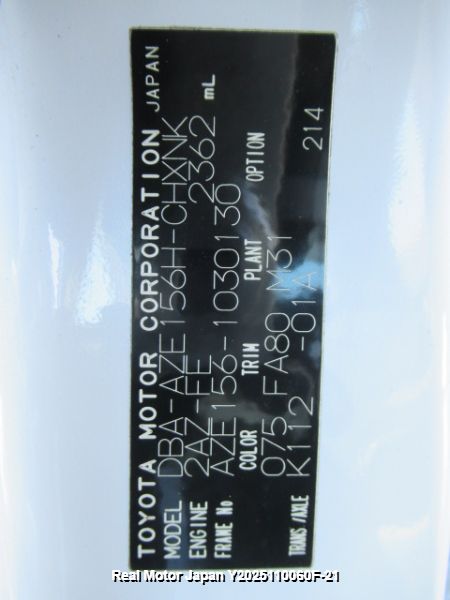 TOYOTA MOTOR CORPORATION JAPAN
MODEL DBA-AZE156H-CHXNK
ENGINE 2AZ-FE 2362 mL
FRAME No. AZE156-1030130
COLOR TRIM PLANT OPTION
075 FA80 M31
TRANS/AXLE K112 -01A 214
Real Motor Japan Y2025110060F-21